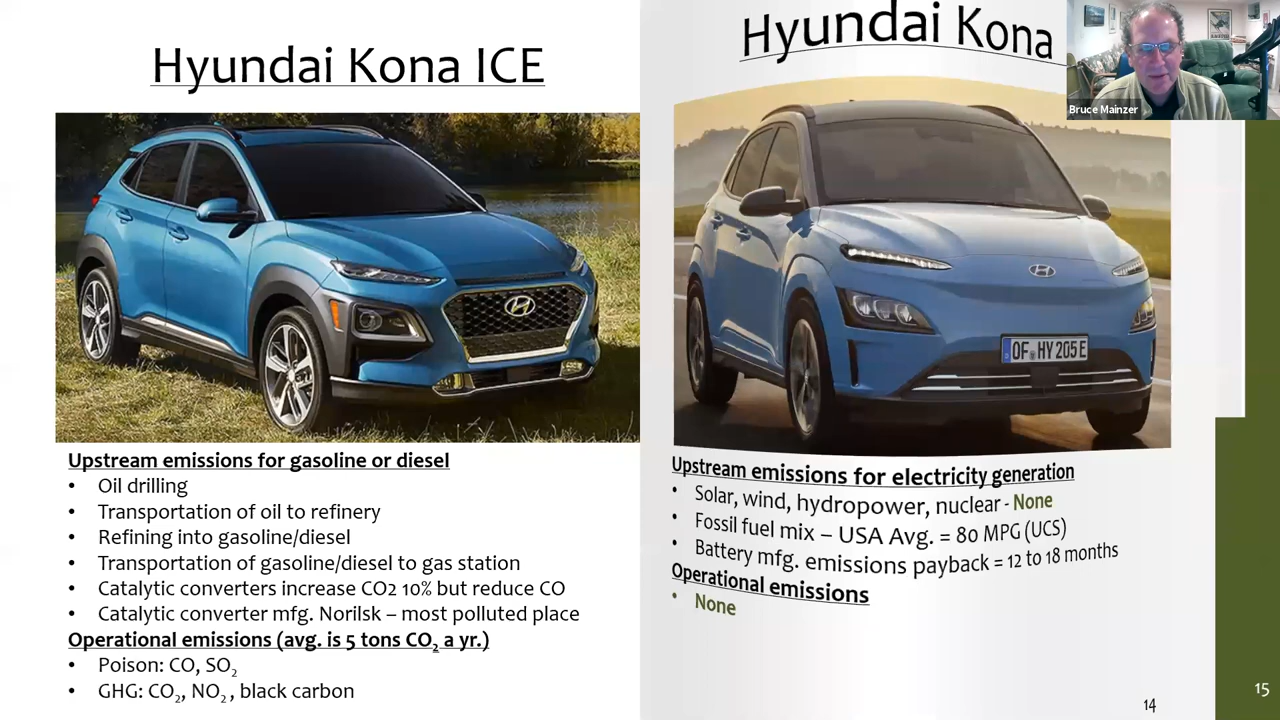 Hyundai Kona ICE
Upstream emissions for gasoline or diesel
• Oil drilling
• Transportation of oil to refinery
• Refining into gasoline/diesel
• Transportation of gasoline/diesel to gas station
• Catalytic converters increase CO2 10% but reduce CO
• Catalytic converter mfg. Norilsk – most polluted place
Operational emissions (avg. is 5 tons CO₂ a yr.)
• Poison: CO, SO₂
• GHG: CO₂, NO₂, black carbon
Hyundai Kona
Bruce Mainzer
OF HY 205 E
Upstream emissions for electricity generation
• Solar, wind, hydropower, nuclear - None
• Fossil fuel mix – USA Avg. = 80 MPG (UCS)
• Battery mfg. emissions payback = 12 to 18 months
Operational emissions
• None
14
15